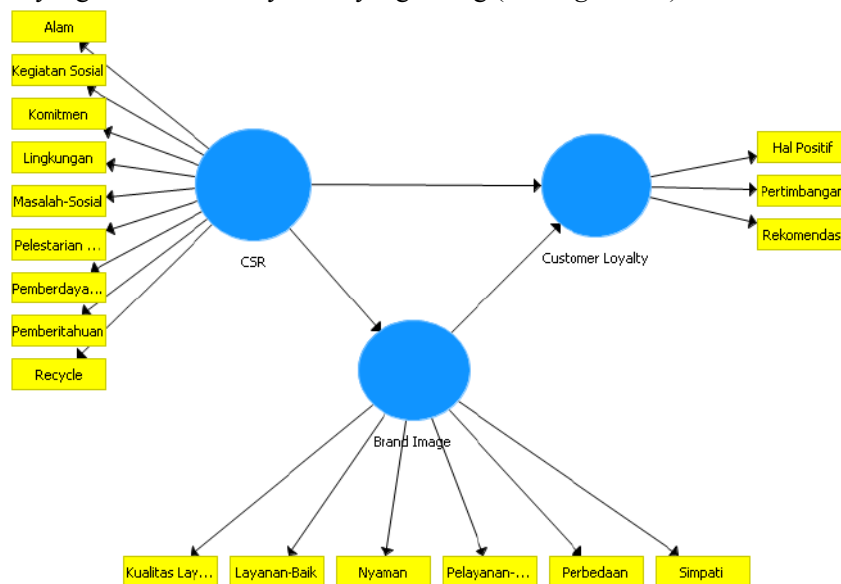 Alam
Kegiatan Sosial
Komitmen
Lingkungan
Masalah-Sosial
Pelestarian ...
Pemberdaya...
Pemberitahuan
Recycle
CSR
Customer Loyalty
Hal Positif
Pertimbangan
Rekomendas
Brand Image
Kualitas Lay...
Layanan-Baik
Nyaman
Pelayanan-...
Perbedaan
Simpati